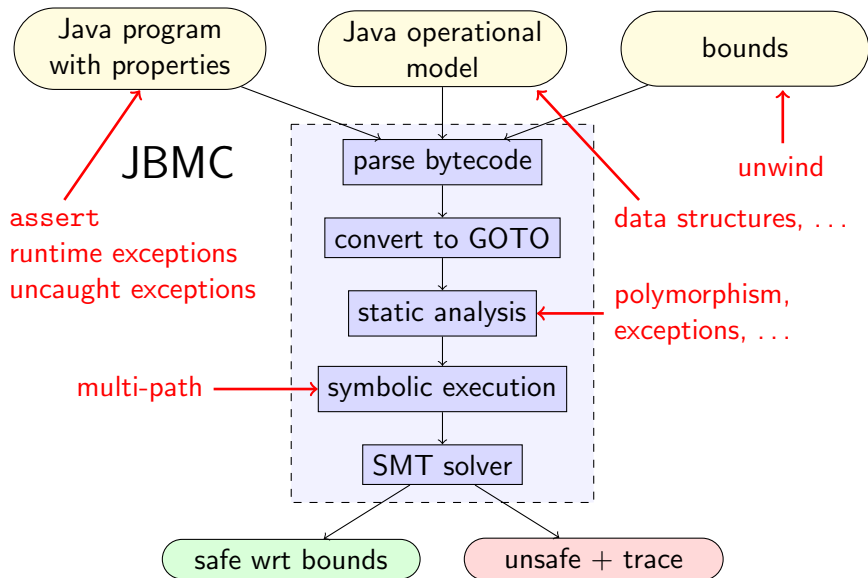 Java program
with properties
Java operational
model
bounds
JBMC
parse bytecode
unwind
assert
runtime exceptions
uncaught exceptions
data structures, ...
convert to GOTO
static analysis
polymorphism,
exceptions, ...
multi-path
symbolic execution
SMT solver
safe wrt bounds
unsafe + trace